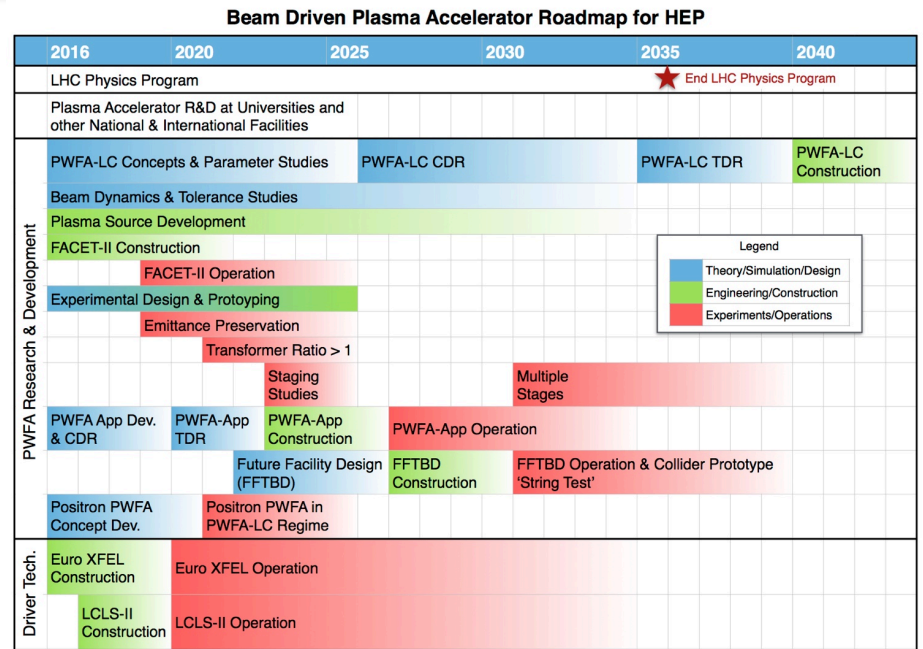 Beam Driven Plasma Accelerator Roadmap for HEP
2016 2020 2025 2030 2035 2040
LHC Physics Program
End LHC Physics Program
Plasma Accelerator R&D at Universities and
other National & International Facilities
PWFA Research & Development
PWFA-LC Concepts & Parameter Studies
PWFA-LC CDR
PWFA-LC TDR
PWFA-LC
Construction
Beam Dynamics & Tolerance Studies
Plasma Source Development
FACET-II Construction
FACET-II Operation
Experimental Design & Protoyping
Emittance Preservation
Transformer Ratio > 1
Staging
Studies
Multiple
Stages
PWFA App Dev.
& CDR
PWFA-App
TDR
PWFA-App
Construction
PWFA-App Operation
Future Facility Design
(FFTBD)
FFTBD
Construction
FFTBD Operation & Collider Prototype
‘String Test’
Positron PWFA
Concept Dev.
Positron PWFA in
PWFA-LC Regime
Legend
Theory/Simulation/Design
Engineering/Construction
Experiments/Operations
Driver Tech.
Euro XFEL
Construction
Euro XFEL Operation
LCLS-II
Construction
LCLS-II Operation